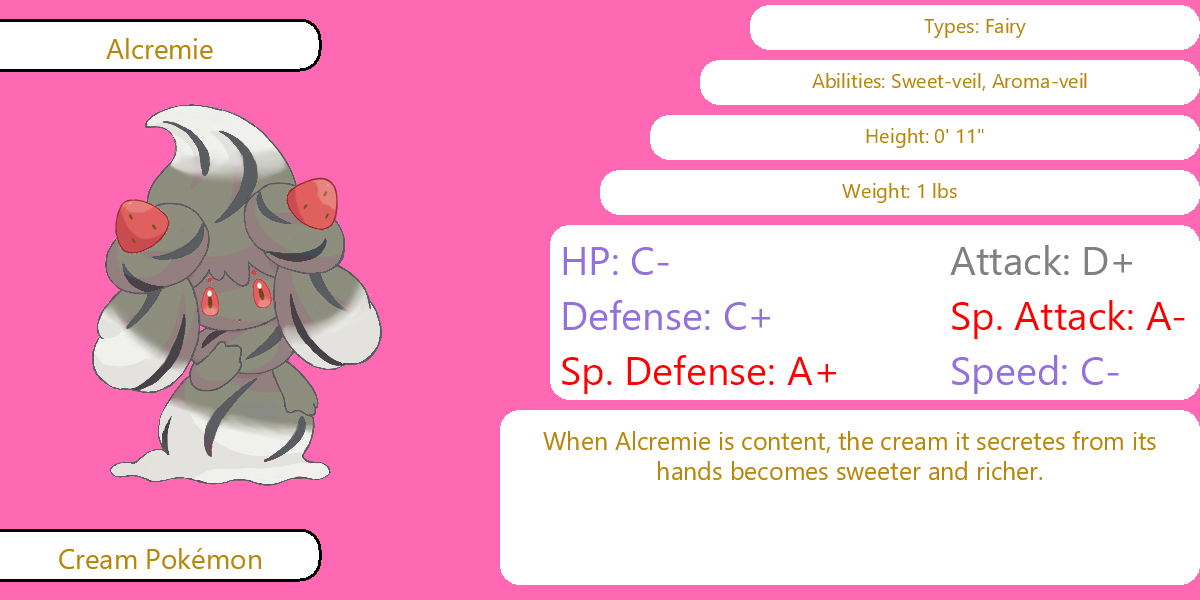 Alcremie
Types: Fairy
Abilities: Sweet-veil, Aroma-veil
Height: 0' 11"
Weight: 1 lbs
HP: C-
Attack: D+
Defense: C+
Sp. Attack: A-
Sp. Defense: A+
Speed: C-
When Alcremie is content, the cream it secretes from its
hands becomes sweeter and richer.
Cream Pokémon